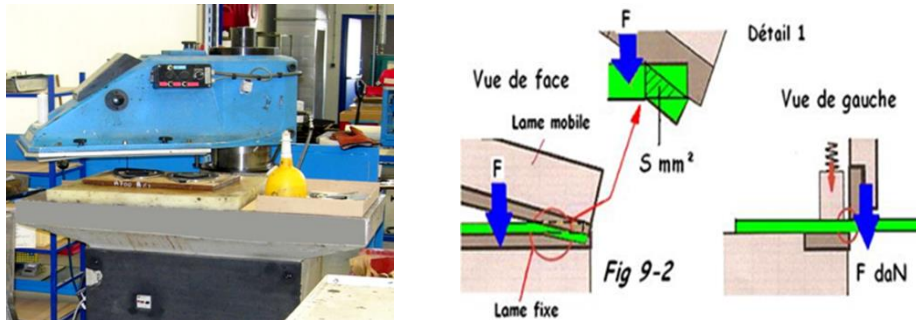 F
Détail 1
Vue de face
Vue de gauche
Lame mobile
S mm²
F
Fig 9-2
F daN
Lame fixe